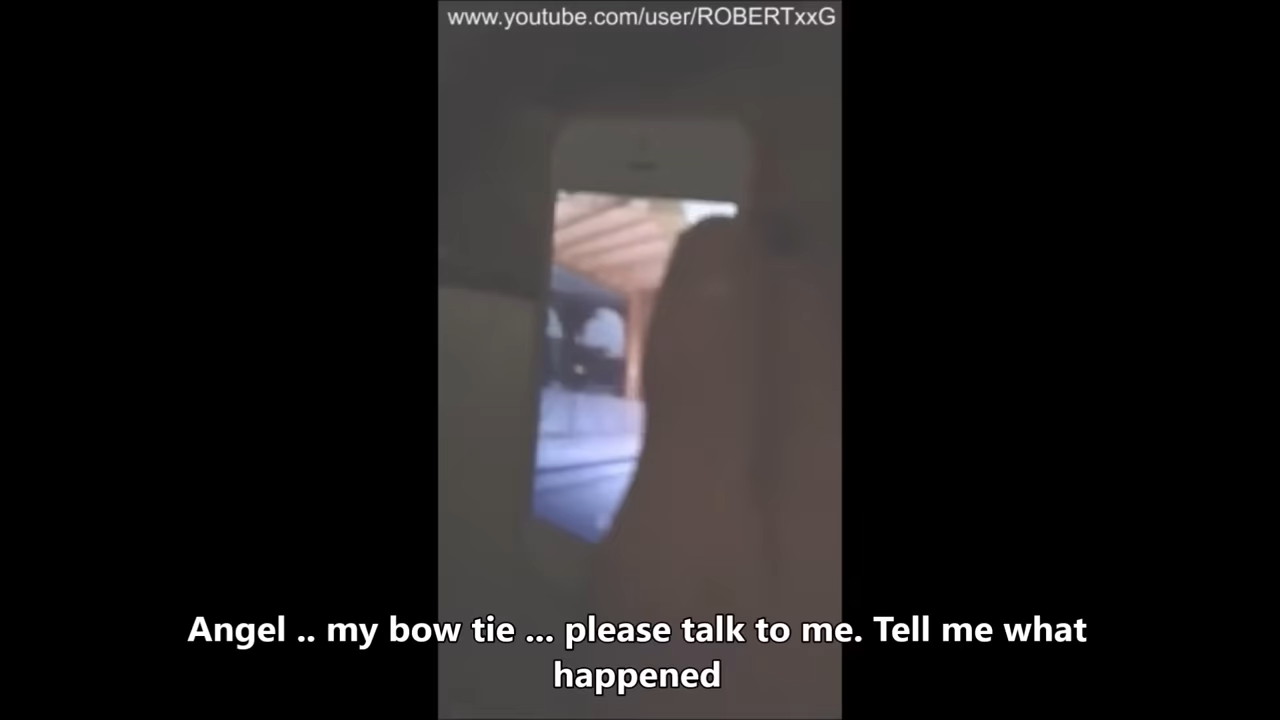 www.youtube.com/user/ROBERTxxG
Angel .. my bow tie ... please talk to me. Tell me what
happened